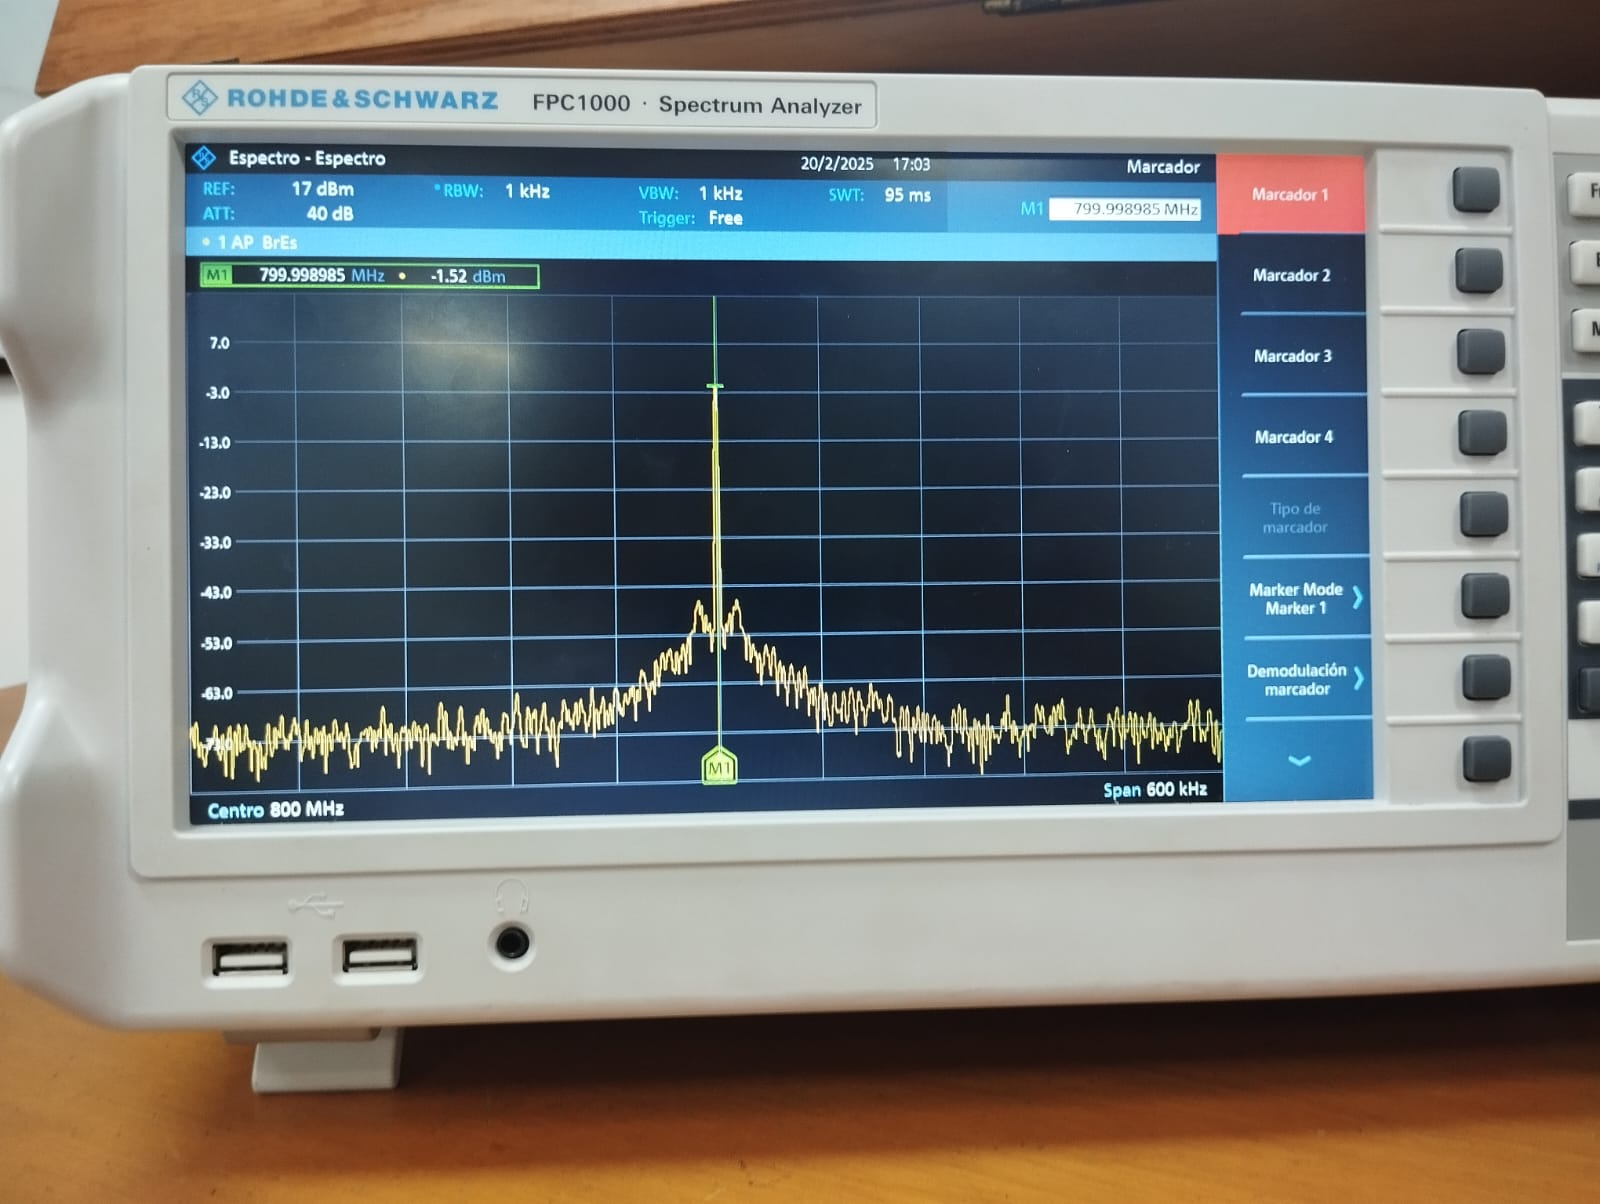 ROHDE & SCHWARZ FPC1000 · Spectrum Analyzer
Espectro - Espectro 20/2/2025 17:03 Marcador
REF: 17 dBm RBW: 1 kHz VBW: 1 kHz SWT: 95 ms
ATT: 40 dB Trigger: Free M1 799.998985 MHz
1 AP BrEs
M1 799.998985 MHz • -1.52 dBm
7.0
-3.0
-13.0
-23.0
-33.0
-43.0
-53.0
-63.0
-73.0
M1
Centro 800 MHz Span 600 kHz
Marcador 1
Marcador 2
Marcador 3
Marcador 4
Tipo de
marcador
Marker Mode
Marker 1
Demodulación
marcador